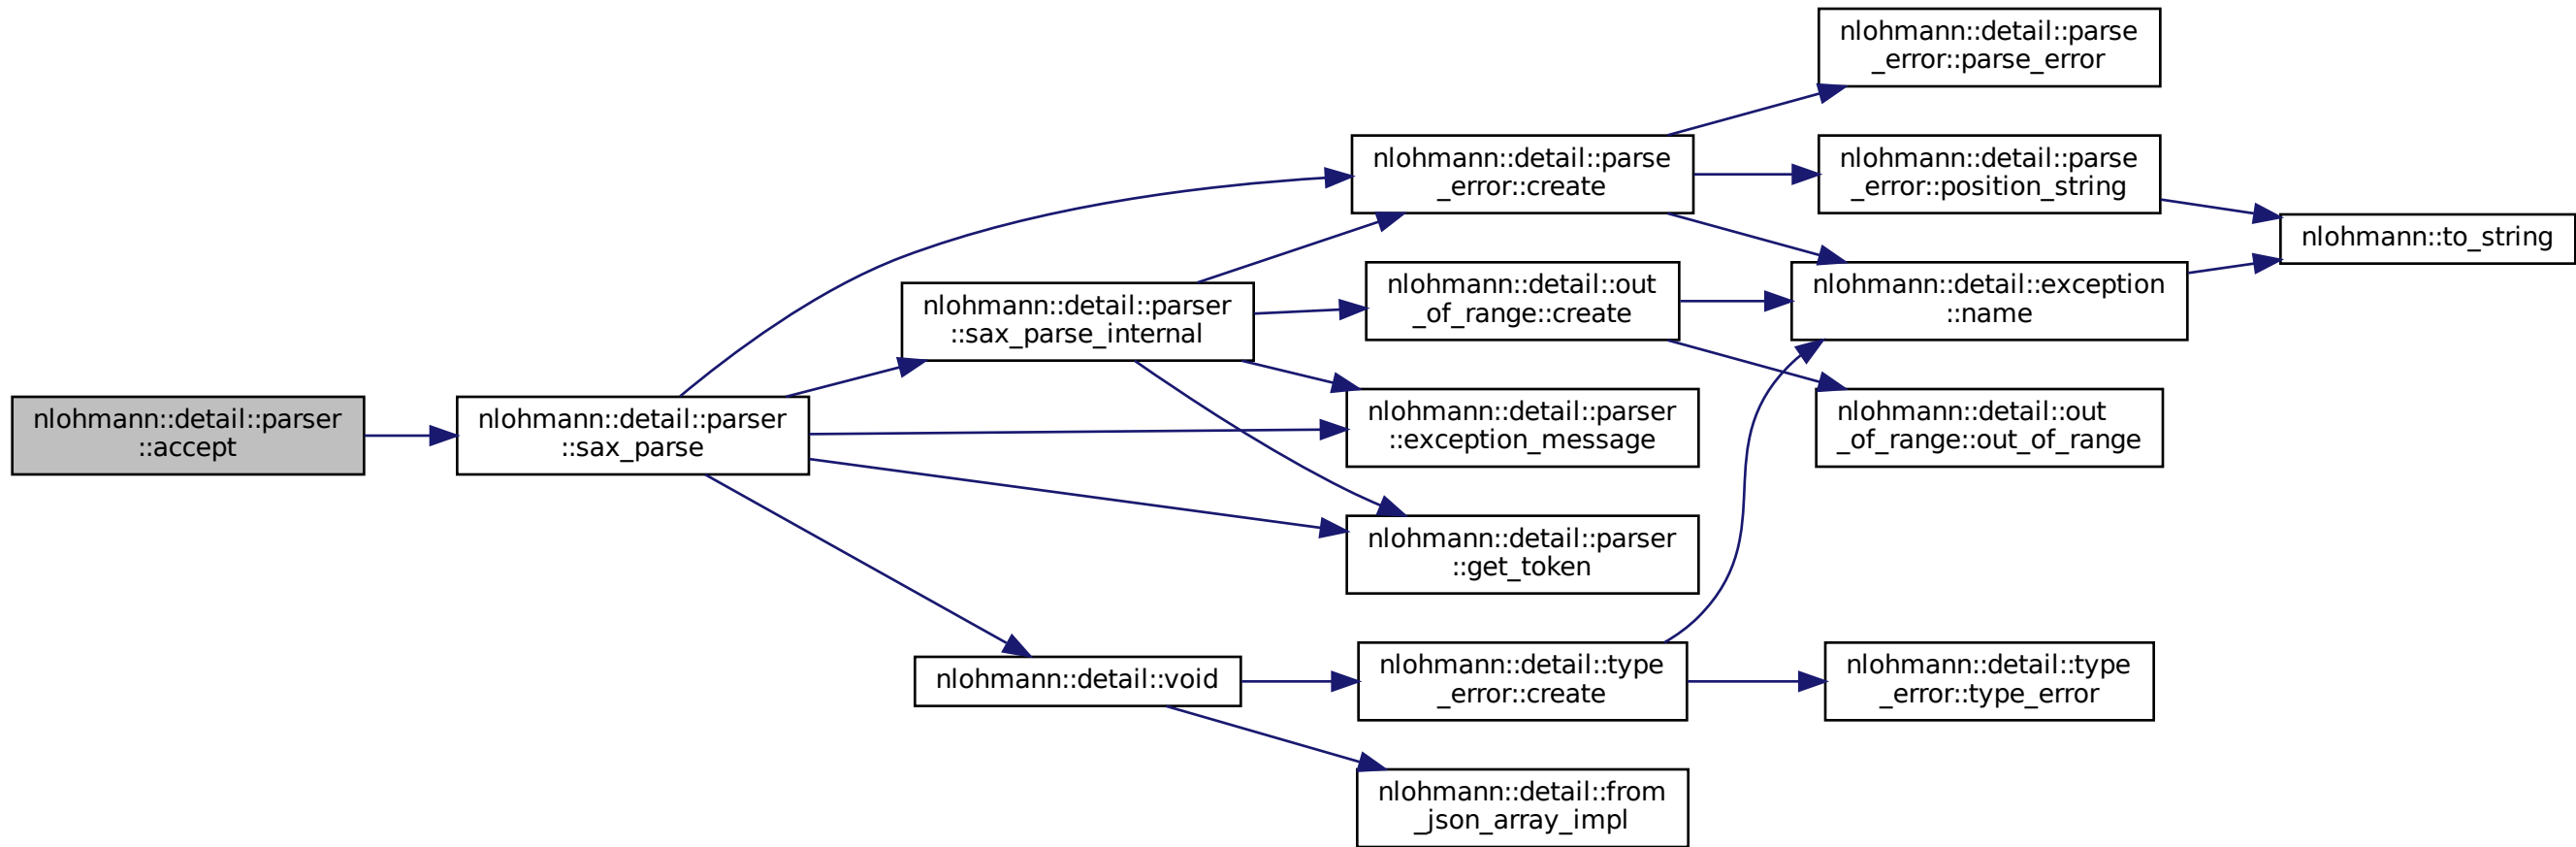 nlohmann::detail::parser
::accept
nlohmann::detail::parser
::sax_parse
nlohmann::detail::parser
::sax_parse_internal
nlohmann::detail::void
nlohmann::detail::parse
_error::create
nlohmann::detail::out
_of_range::create
nlohmann::detail::parser
::exception_message
nlohmann::detail::parser
::get_token
nlohmann::detail::type
_error::create
nlohmann::detail::from
_json_array_impl
nlohmann::detail::parse
_error::parse_error
nlohmann::detail::parse
_error::position_string
nlohmann::detail::exception
::name
nlohmann::detail::out
_of_range::out_of_range
nlohmann::detail::type
_error::type_error
nlohmann::to_string